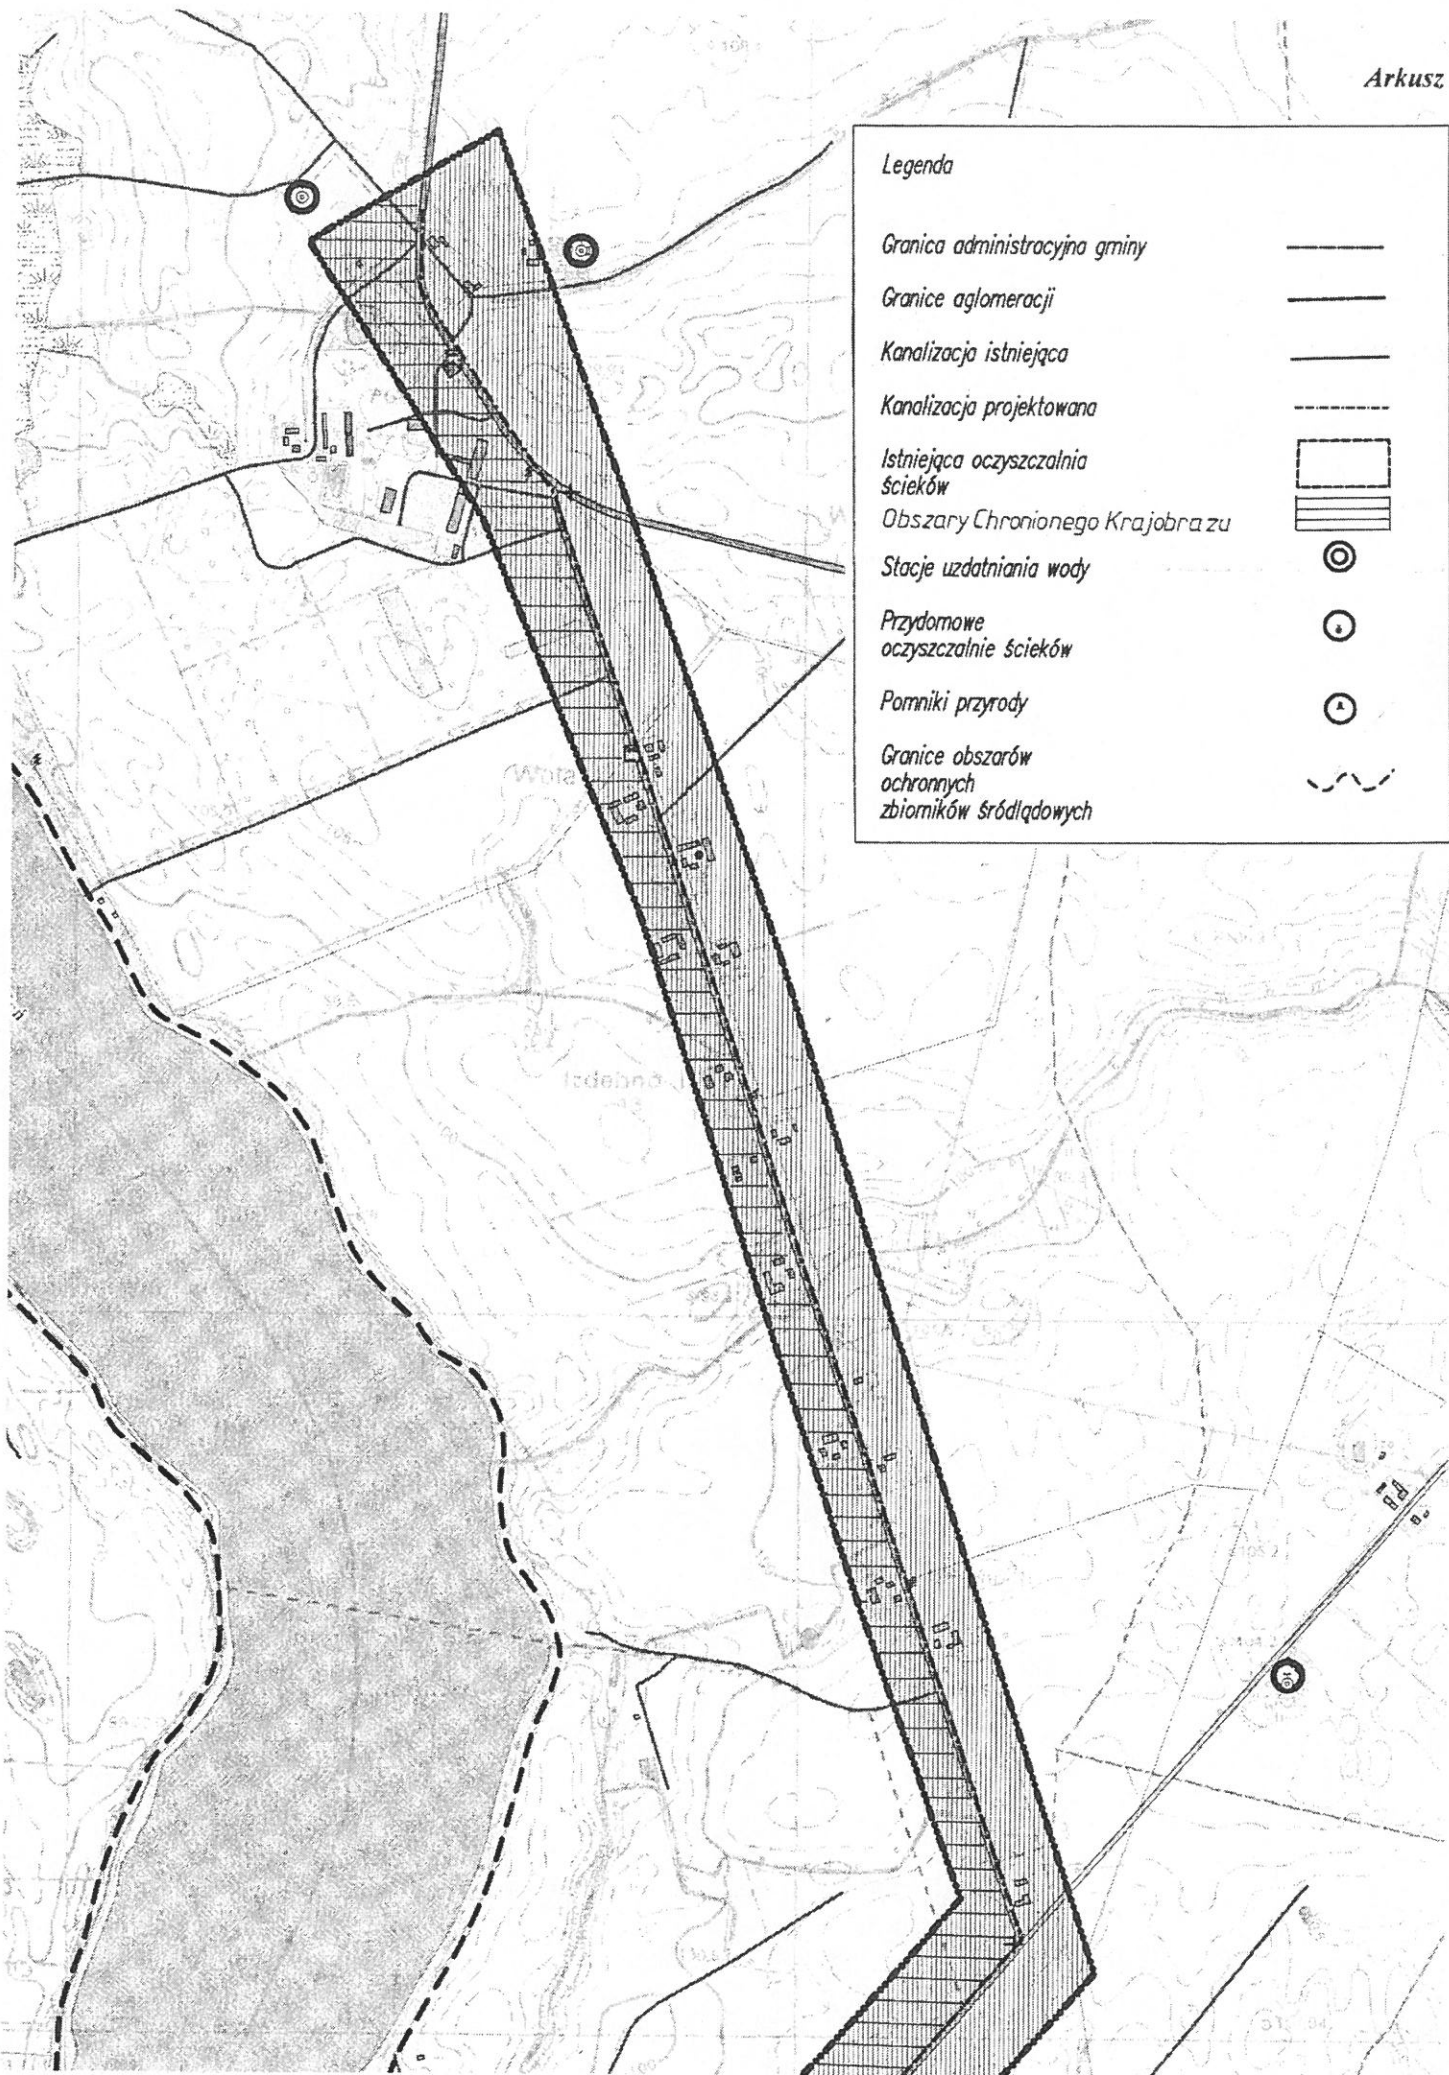 Arkusz
Legenda
Granica administracyjna gminy
Granice aglomeracji
Kanalizacja istniejąca
Kanalizacja projektowana
Istniejąca oczyszczalnia
ścieków
Obszary Chronionego Krajobrazu
Stacje uzdatniania wody
Przydomowe
oczyszczalnie ścieków
Pomniki przyrody
Granice obszarów
ochronnych
zbiorników śródlądowych